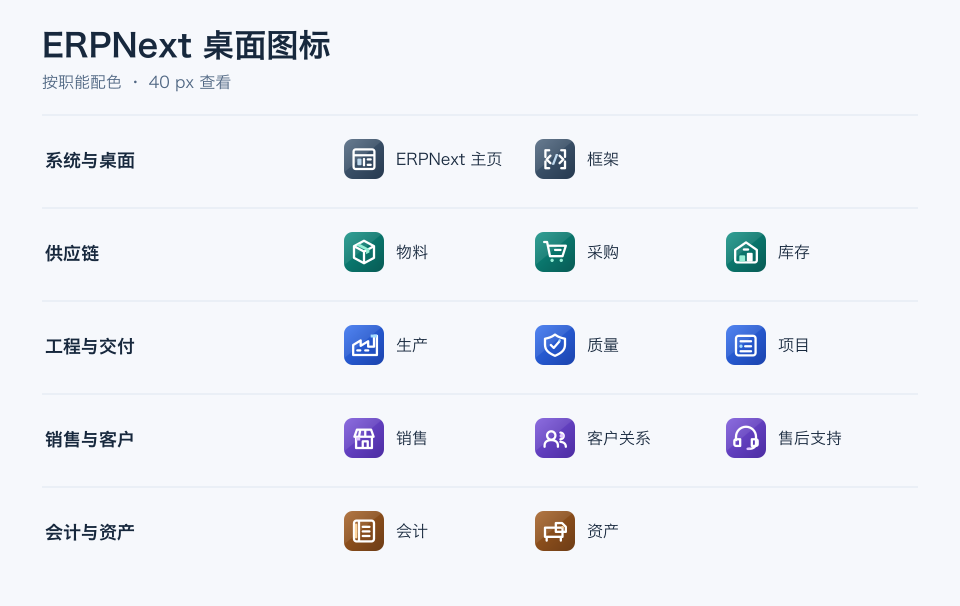 ERPNext 桌面图标
按职能配色 · 40 px 查看
系统与桌面 ERPNext 主页 框架
供应链 物料 采购 库存
工程与交付 生产 质量 项目
销售与客户 销售 客户关系 售后支持
会计与资产 会计 资产